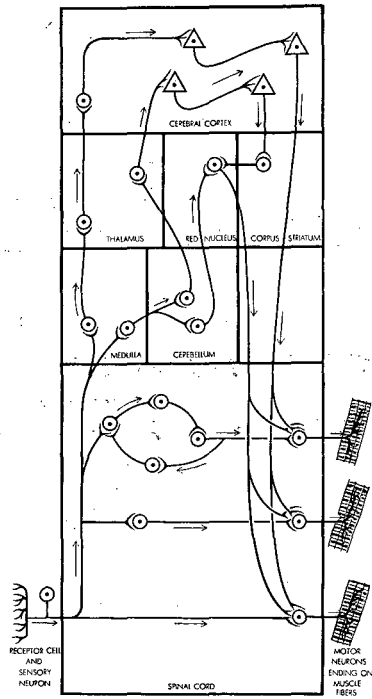 CEREBRAL CORTEX
THALAMUS
RED NUCLEUS
CORPUS STRIATUM
MEDULLA
CEREBELLUM
RECEPTOR CELL
AND
SENSORY
NEURON
MOTOR
NEURONS
ENDING ON
MUSCLE
FIBERS
SPINAL CORD